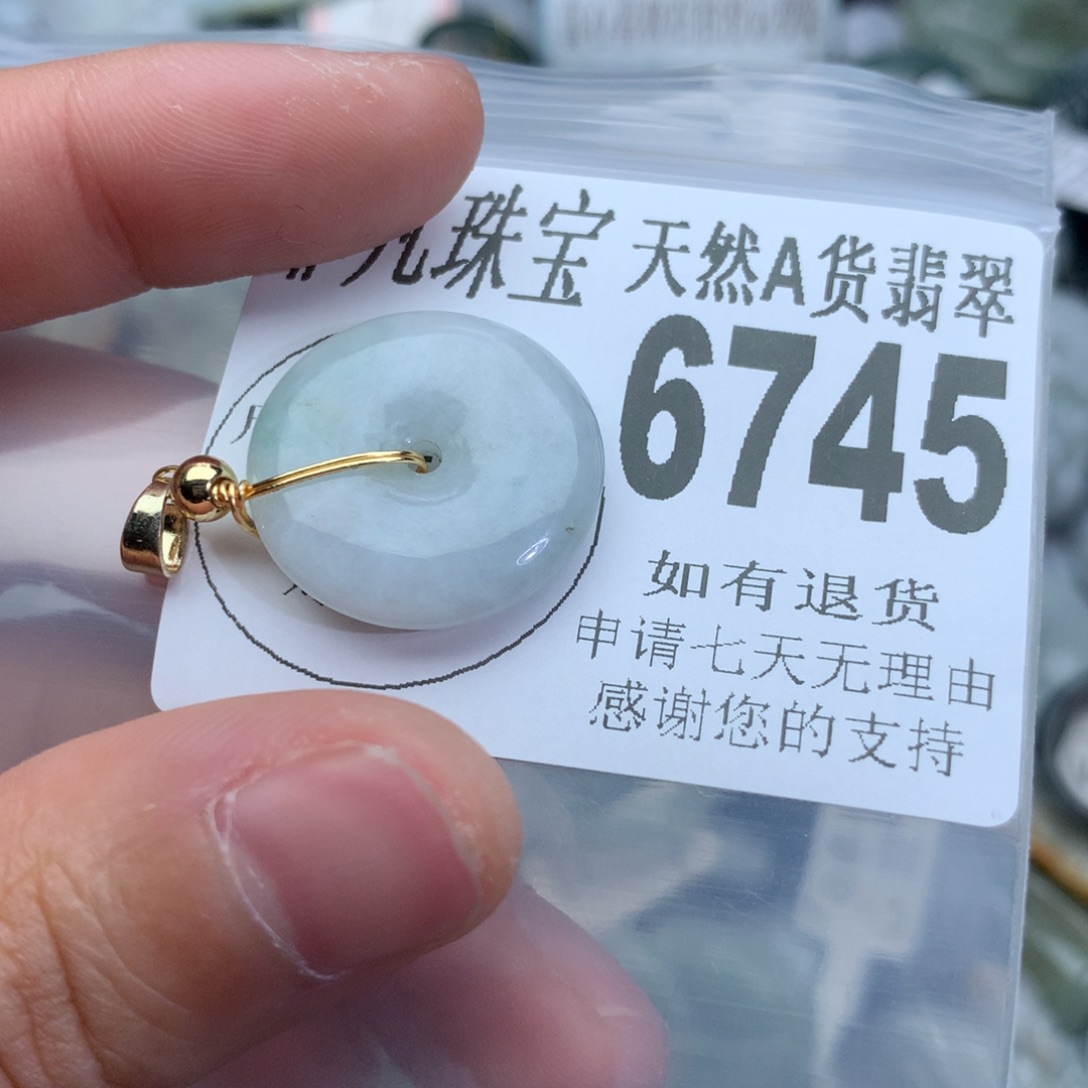 凡珠宝 天然A货翡翠
6745
如有退货
申请七天无理由
感谢您的支持